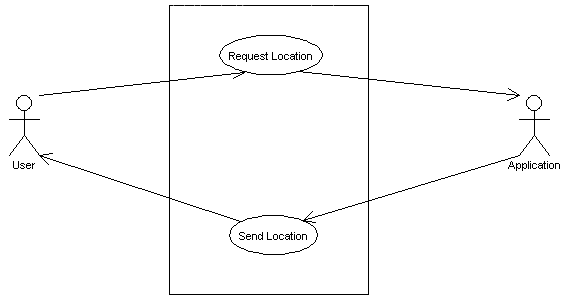 Request Location
User
Application
Send Location